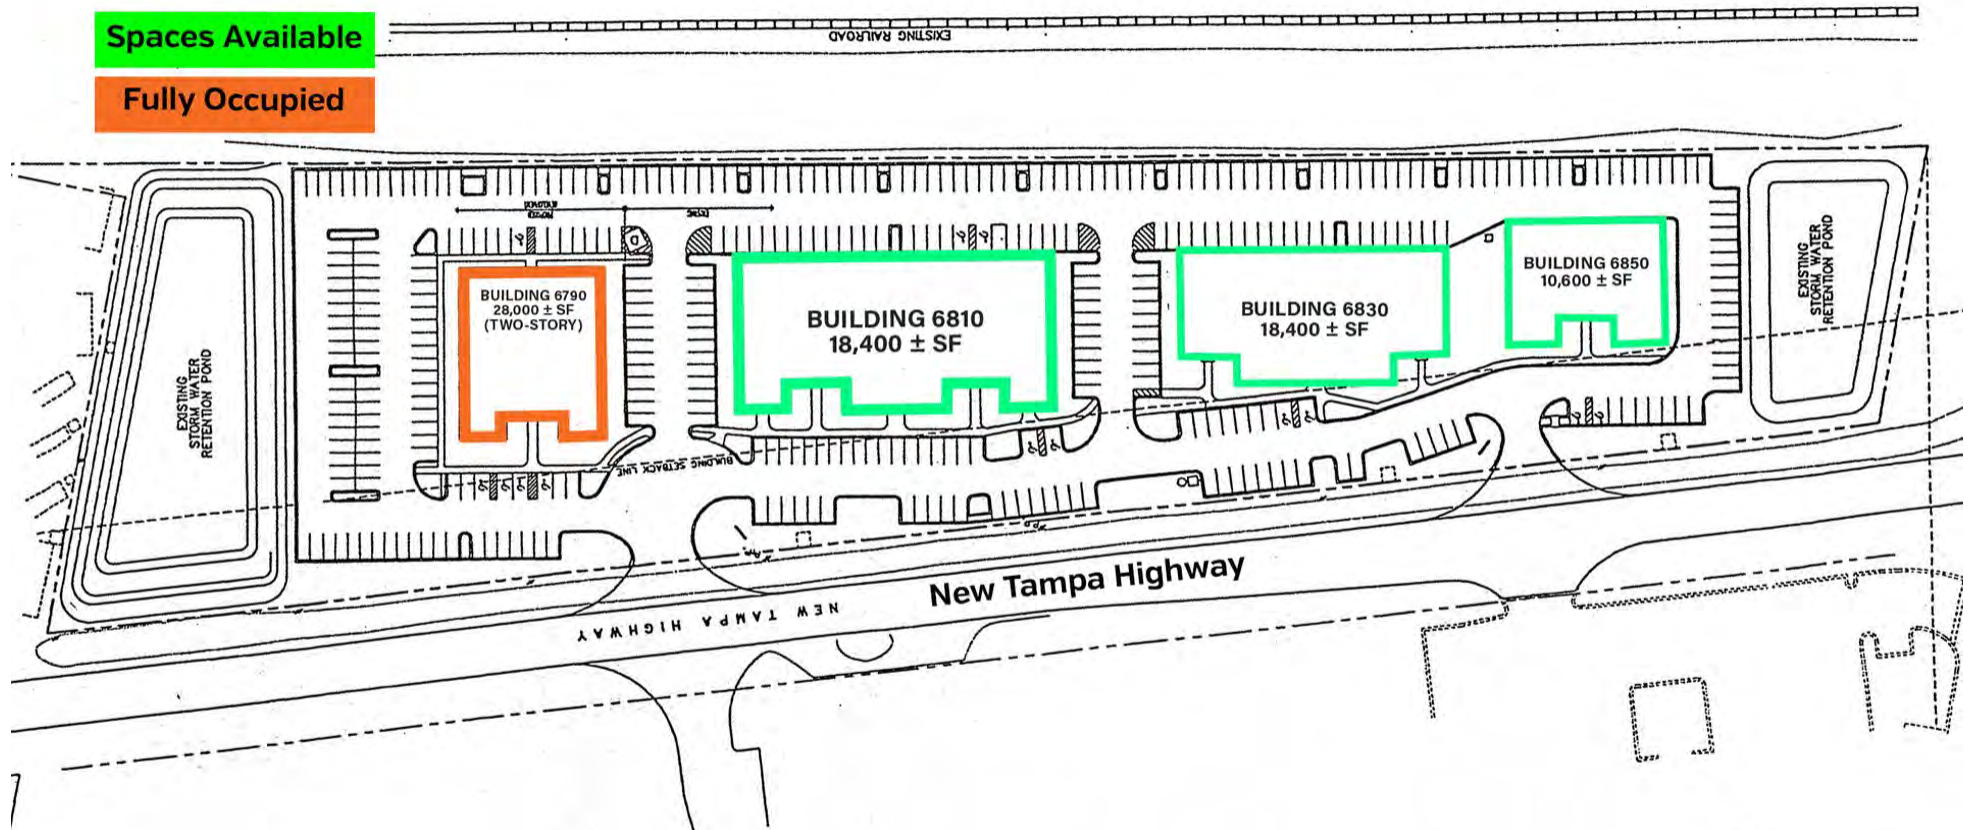 Spaces Available
Fully Occupied
EXISTING RAILROAD
EXISTING
STORM WATER
RETENTION POND
BUILDING 6790
28,000 ± SF
(TWO-STORY)
BUILDING 6810
18,400 ± SF
BUILDING 6830
18,400 ± SF
BUILDING 6850
10,600 ± SF
EXISTING
STORM WATER
RETENTION POND
BUILDING SETBACK LINE
New Tampa Highway
NEW TAMPA HIGHWAY